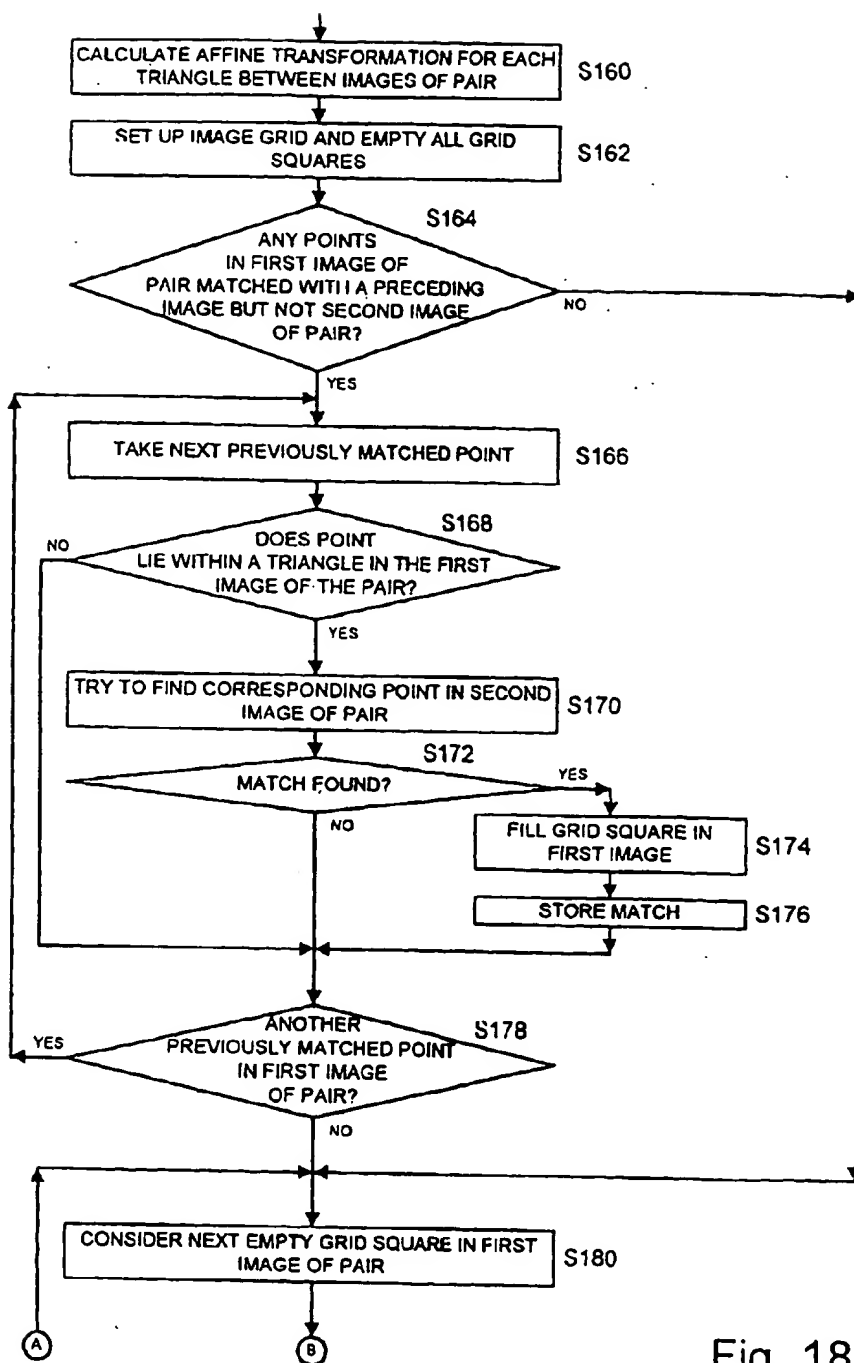 CALCULATE AFFINE TRANSFORMATION FOR EACH
TRIANGLE BETWEEN IMAGES OF PAIR
S160
SET UP IMAGE GRID AND EMPTY ALL GRID
SQUARES
S162
S164
ANY POINTS
IN FIRST IMAGE OF
PAIR MATCHED WITH A PRECEDING
IMAGE BUT NOT SECOND IMAGE
OF PAIR?
NO
YES
TAKE NEXT PREVIOUSLY MATCHED POINT
S166
S168
NO
DOES POINT
LIE WITHIN A TRIANGLE IN THE FIRST
IMAGE OF THE PAIR?
YES
TRY TO FIND CORRESPONDING POINT IN SECOND
IMAGE OF PAIR
S170
S172
MATCH FOUND?
YES
NO
FILL GRID SQUARE IN
FIRST IMAGE
S174
STORE MATCH
S176
S178
YES
ANOTHER
PREVIOUSLY MATCHED POINT
IN FIRST IMAGE
OF PAIR?
NO
CONSIDER NEXT EMPTY GRID SQUARE IN FIRST
IMAGE OF PAIR
S180
A
B
Fig. 18